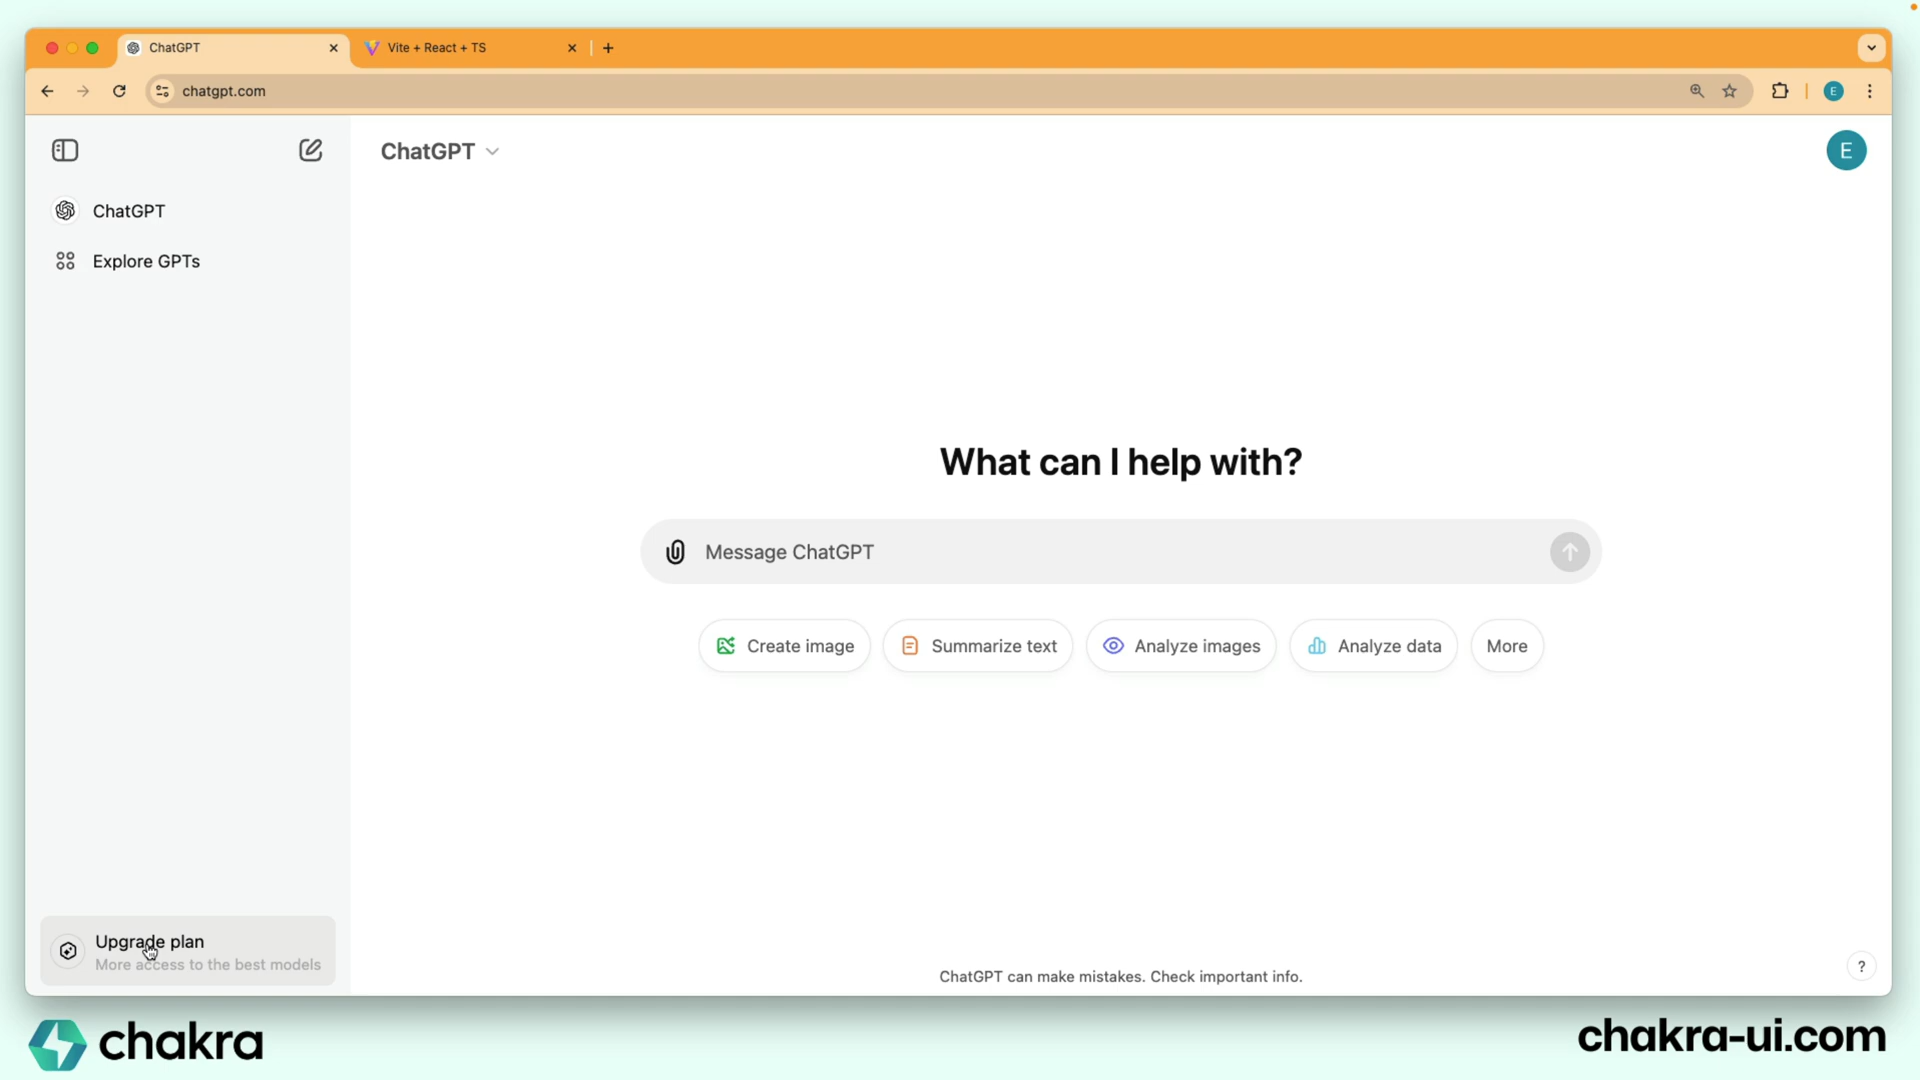 ChatGPT
Vite + React + TS
chatgpt.com
E
ChatGPT
E
ChatGPT
Explore GPTs
What can I help with?
Message ChatGPT
Create image
Summarize text
Analyze images
Analyze data
More
Upgrade plan
More access to the best models
ChatGPT can make mistakes. Check important info.
?
chakra
chakra-ui.com